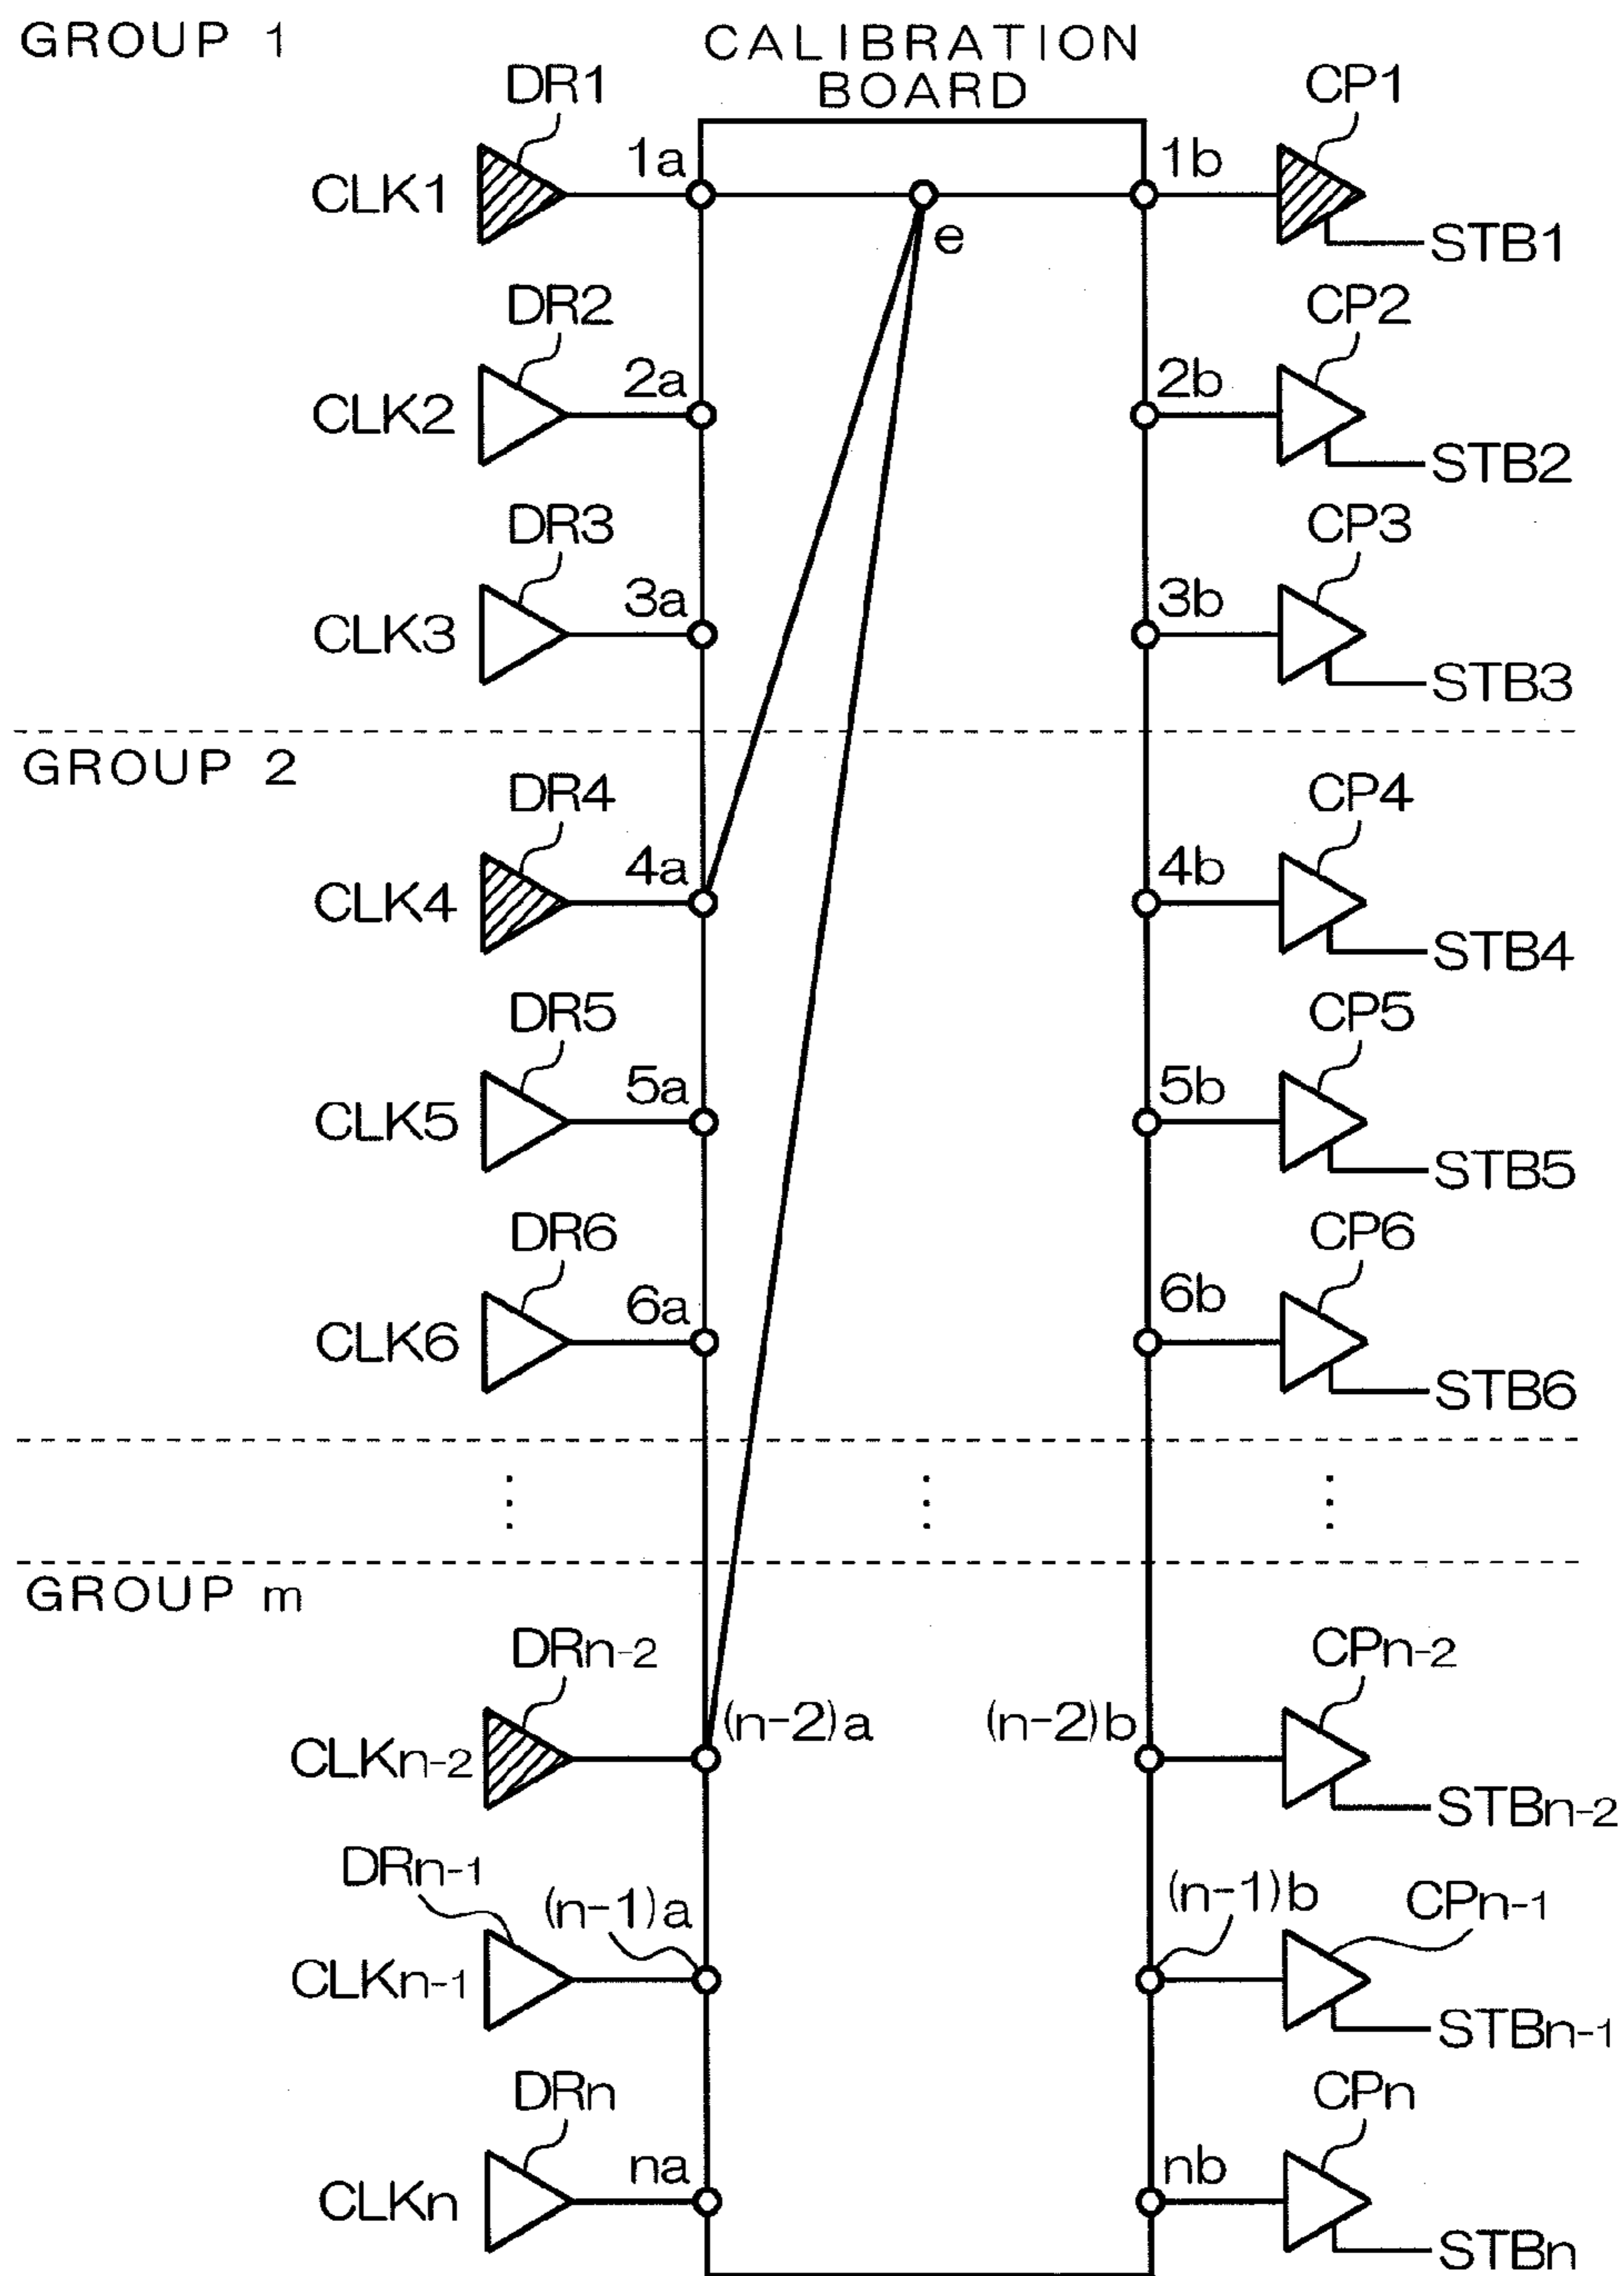 GROUP 1
CALIBRATION
BOARD
DR1
CP1
1a
1b
CLK1
e
STB1
DR2
CP2
2a
2b
CLK2
STB2
DR3
CP3
3a
3b
CLK3
STB3
GROUP 2
DR4
CP4
4a
4b
CLK4
STB4
DR5
CP5
5a
5b
CLK5
STB5
DR6
CP6
6a
6b
CLK6
STB6
GROUP m
DRn-2
CPn-2
(n-2)a
(n-2)b
CLKn-2
STBn-2
DRn-1
(n-1)a
(n-1)b
CPn-1
CLKn-1
STBn-1
DRn
CPn
na
nb
CLKn
STBn